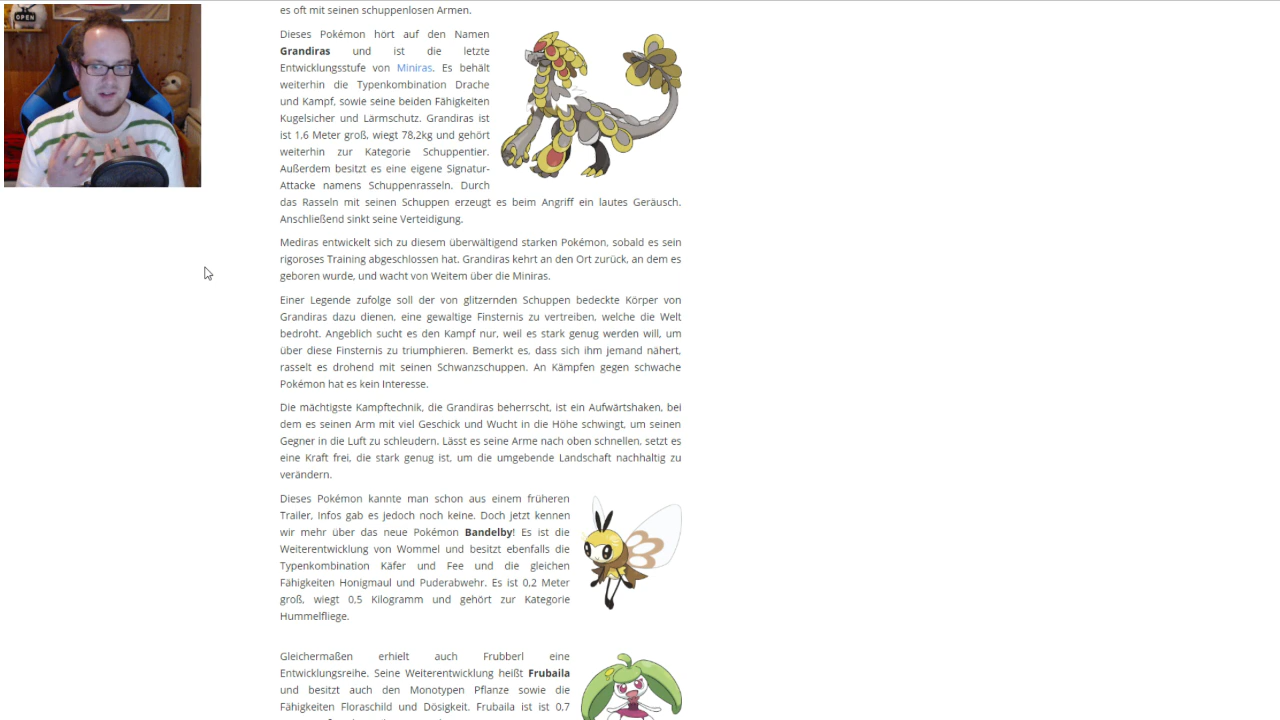 OPEN
es oft mit seinen schuppenlosen Armen.
Dieses Pokémon hört auf den Namen
Grandiras und ist die letzte
Entwicklungsstufe von Miniras. Es behält
weiterhin die Typenkombination Drache
und Kampf, sowie seine beiden Fähigkeiten
Kugelsicher und Lärmschutz. Grandiras ist
ist 1.6 Meter groß, wiegt 78,2kg und gehört
weiterhin zur Kategorie Schuppentier.
Außerdem besitzt es eine eigene Signatur-
Attacke namens Schuppenrasseln. Durch
das Rasseln mit seinen Schuppen erzeugt es beim Angriff ein lautes Geräusch.
Anschließend sinkt seine Verteidigung.
Mediras entwickelt sich zu diesem überwältigend starken Pokémon, sobald es sein
rigoroses Training abgeschlossen hat. Grandiras kehrt an den Ort zurück, an dem es
geboren wurde, und wacht von Weitem über die Miniras.
Einer Legende zufolge soll der von glitzernden Schuppen bedeckte Körper von
Grandiras dazu dienen, eine gewaltige Finsternis zu vertreiben, welche die Welt
bedroht. Angeblich sucht es den Kampf nur, weil es stark genug werden will, um
über diese Finsternis zu triumphieren. Bemerkt es, dass sich ihm jemand nähert,
rasselt es drohend mit seinen Schwanzschuppen. An Kämpfen gegen schwache
Pokémon hat es kein Interesse.
Die mächtigste Kampftechnik, die Grandiras beherrscht, ist ein Aufwärtshaken, bei
dem es seinen Arm mit viel Geschick und Wucht in die Höhe schwingt, um seinen
Gegner in die Luft zu schleudern. Lässt es seine Arme nach oben schnellen, setzt es
eine Kraft frei, die stark genug ist, um die umgebende Landschaft nachhaltig zu
verändern.
Dieses Pokémon kannte man schon aus einem früheren
Trailer, Infos gab es jedoch noch keine. Doch jetzt kennen
wir mehr über das neue Pokémon Bandelby! Es ist die
Weiterentwicklung von Wommel und besitzt ebenfalls die
Typenkombination Käfer und Fee und die gleichen
Fähigkeiten Honigmaul und Puderabwehr. Es ist 0,2 Meter
groß, wiegt 0,5 Kilogramm und gehört zur Kategorie
Hummelfliege.
Gleichermaßen erhielt auch Frubberl eine
Entwicklungsreihe. Seine Weiterentwicklung heißt Frubaila
und besitzt auch den Monotypen Pflanze sowie die
Fähigkeiten Floraschild und Dösigkeit. Frubaila ist ist 0.7